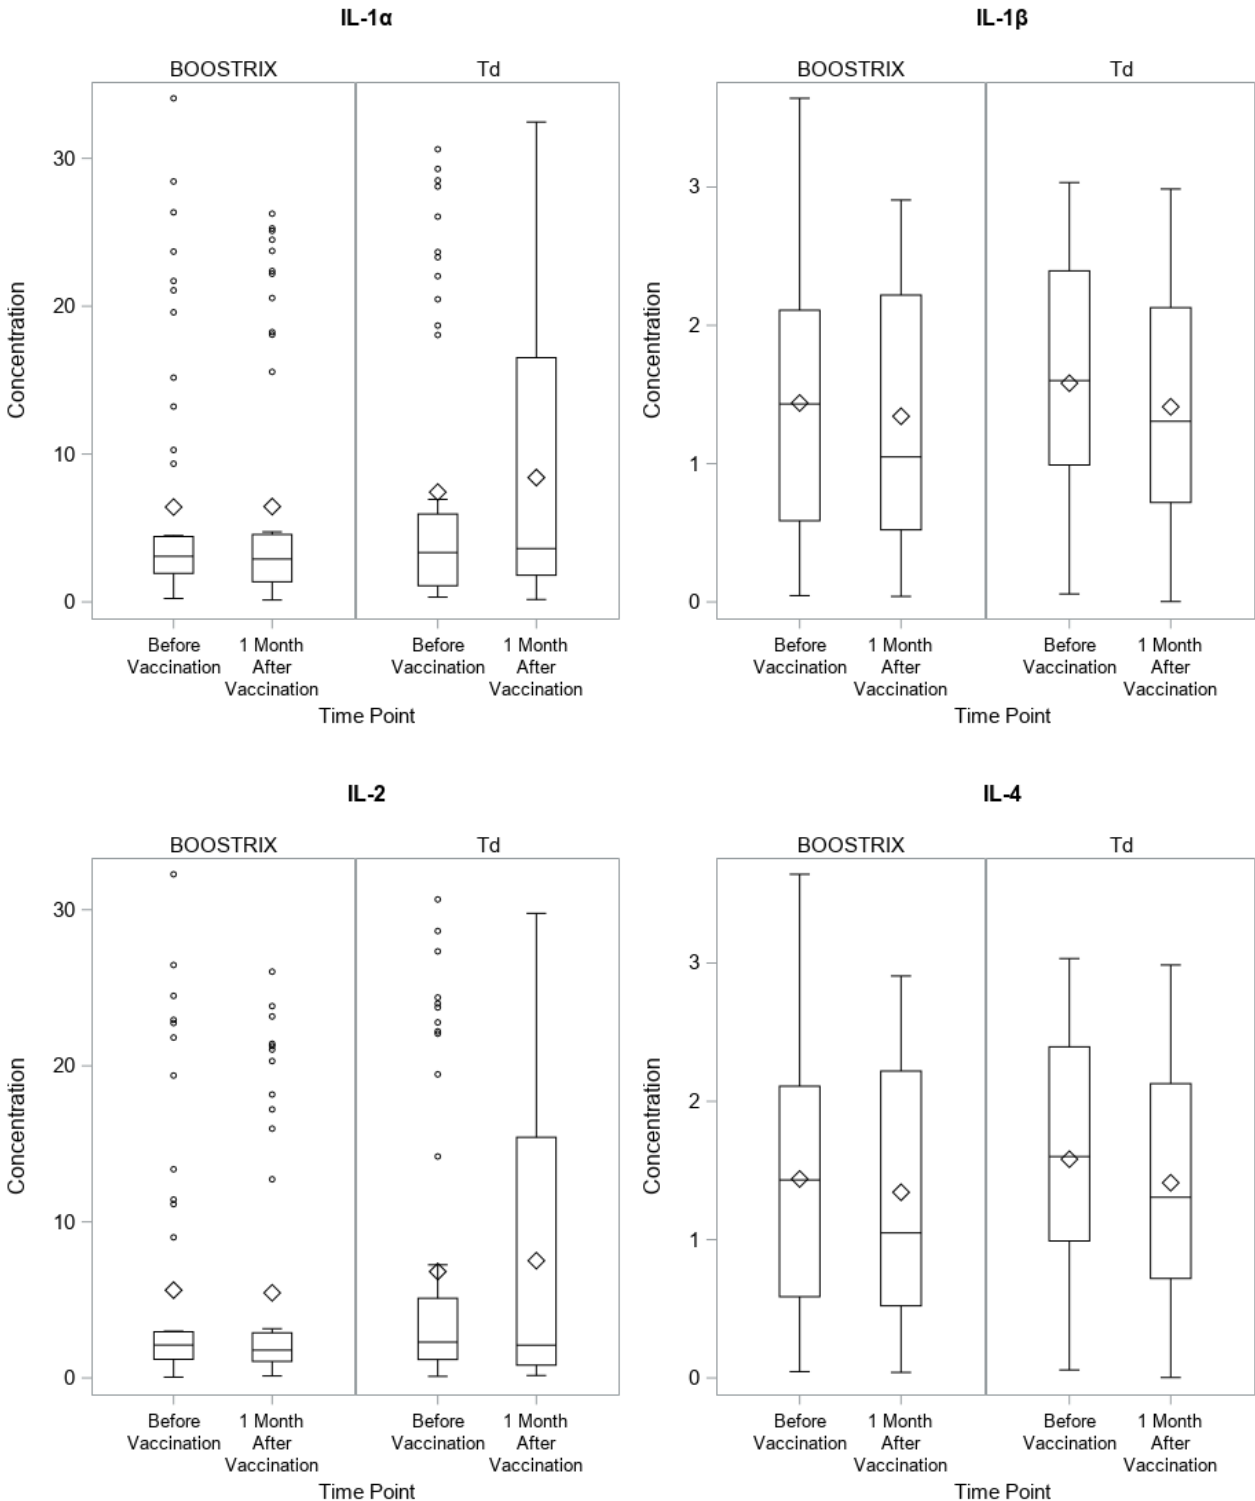 IL-1α
BOOSTRIX Td
Concentration
30
20
10
0
Before Vaccination
1 Month After Vaccination
Before Vaccination
1 Month After Vaccination
Time Point
IL-1β
BOOSTRIX Td
Concentration
3
2
1
0
Before Vaccination
1 Month After Vaccination
Before Vaccination
1 Month After Vaccination
Time Point
IL-2
BOOSTRIX Td
Concentration
30
20
10
0
Before Vaccination
1 Month After Vaccination
Before Vaccination
1 Month After Vaccination
Time Point
IL-4
BOOSTRIX Td
Concentration
3
2
1
0
Before Vaccination
1 Month After Vaccination
Before Vaccination
1 Month After Vaccination
Time Point